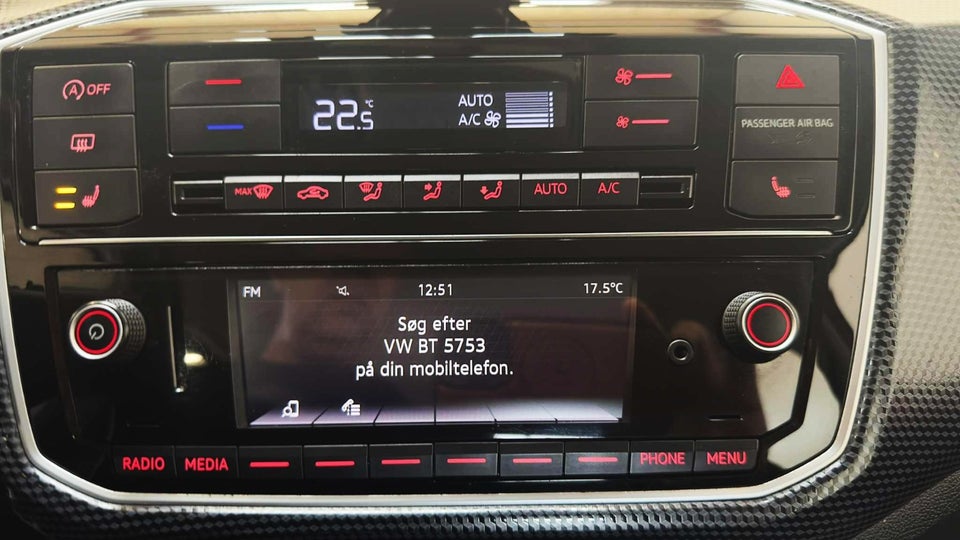 A OFF
22.5 °C
AUTO
A/C
PASSENGER AIR BAG
MAX
AUTO
A/C
FM
12:51
17.5°C
Søg efter
VW BT 5753
på din mobiltelefon.
RADIO
MEDIA
PHONE
MENU